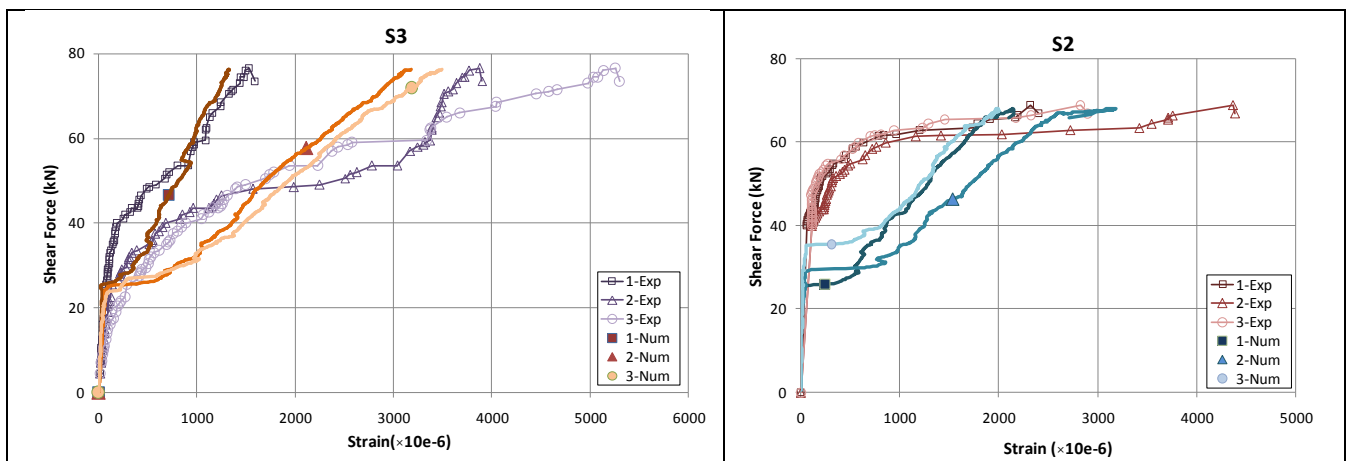 S3
Shear Force (kN)
80
60
40
20
0
0 1000 2000 3000 4000 5000 6000
Strain(×10e-6)
1-Exp
2-Exp
3-Exp
1-Num
2-Num
3-Num
S2
Shear Force (kN)
80
60
40
20
0
0 1000 2000 3000 4000 5000
Strain (×10e-6)
1-Exp
2-Exp
3-Exp
1-Num
2-Num
3-Num